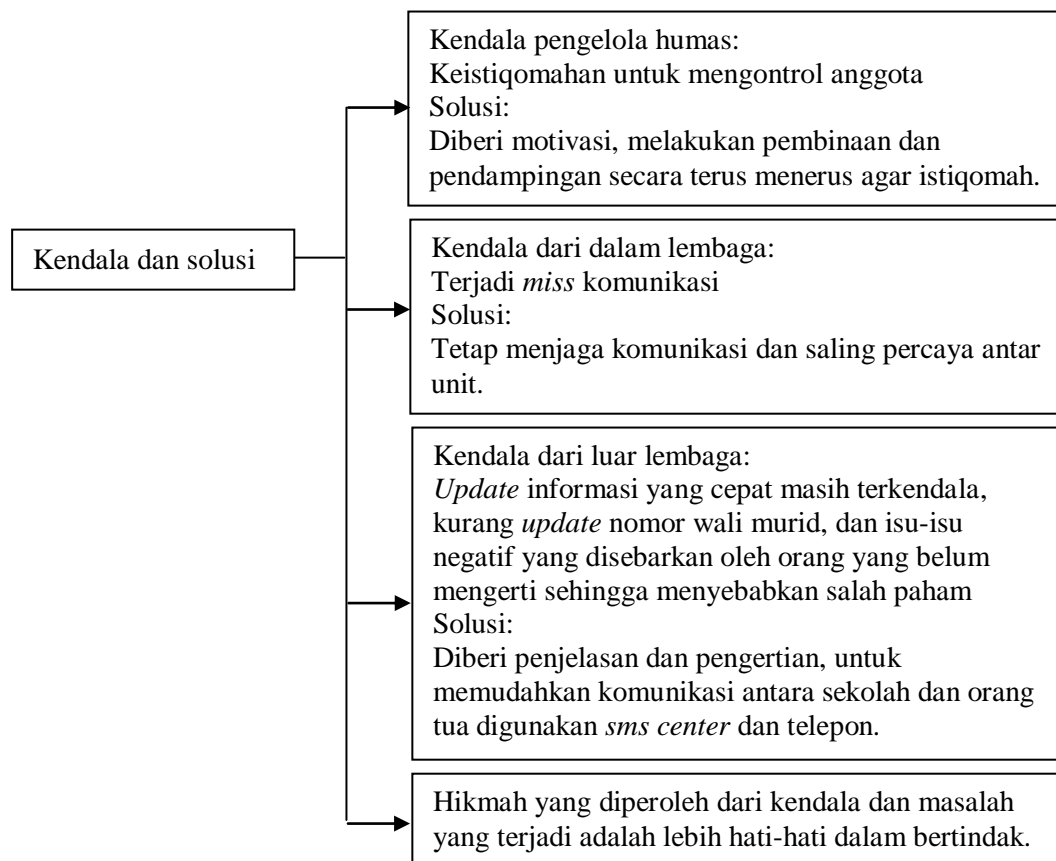 Kendala dan solusi
Kendala pengelola humas:
Keistiqomahan untuk mengontrol anggota
Solusi:
Diberi motivasi, melakukan pembinaan dan
pendampingan secara terus menerus agar istiqomah.
Kendala dari dalam lembaga:
Terjadi miss komunikasi
Solusi:
Tetap menjaga komunikasi dan saling percaya antar
unit.
Kendala dari luar lembaga:
Update informasi yang cepat masih terkendala,
kurang update nomor wali murid, dan isu-isu
negatif yang disebarkan oleh orang yang belum
mengerti sehingga menyebabkan salah paham
Solusi:
Diberi penjelasan dan pengertian, untuk
memudahkan komunikasi antara sekolah dan orang
tua digunakan sms center dan telepon.
Hikmah yang diperoleh dari kendala dan masalah
yang terjadi adalah lebih hati-hati dalam bertindak.